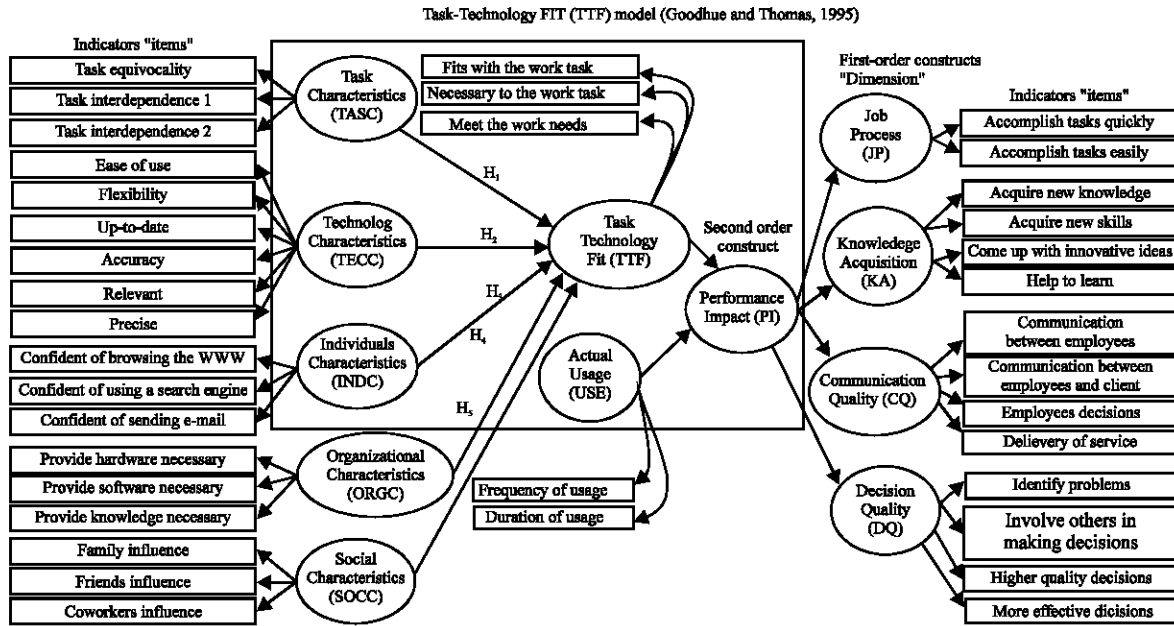 Task-Technology FIT (TTF) model (Goodhue and Thomas, 1995)
Indicators "items"
Task equivocality
Task interdependence 1
Task interdependence 2
Ease of use
Flexibility
Up-to-date
Accuracy
Relevant
Precise
Confident of browsing the WWW
Confident of using a search engine
Confident of sending e-mail
Provide hardware necessary
Provide software necessary
Provide knowledge necessary
Family influence
Friends influence
Coworkers influence
Task
Characteristics
(TASC)
Technolog
Characteristics
(TECC)
Individuals
Characteristics
(INDC)
Organizational
Characteristics
(ORGC)
Social
Characteristics
(SOCC)
Fits with the work task
Necessary to the work task
Meet the work needs
H₁
H₂
H₄
H₅
Task
Technology
Fit (TTF)
Actual
Usage
(USE)
Frequency of usage
Duration of usage
Second order
construct
Performance
Impact (PI)
First-order constructs
"Dimension"
Job
Process
(JP)
Knowledege
Acquisition
(KA)
Communication
Quality (CQ)
Decision
Quality
(DQ)
Indicators "items"
Accomplish tasks quickly
Accomplish tasks easily
Acquire new knowledge
Acquire new skills
Come up with innovative ideas
Help to learn
Communication
between employees
Communication between
employees and client
Employees decisions
Delievery of service
Identify problems
Involve others in
making decisions
Higher quality decisions
More effective dicisions